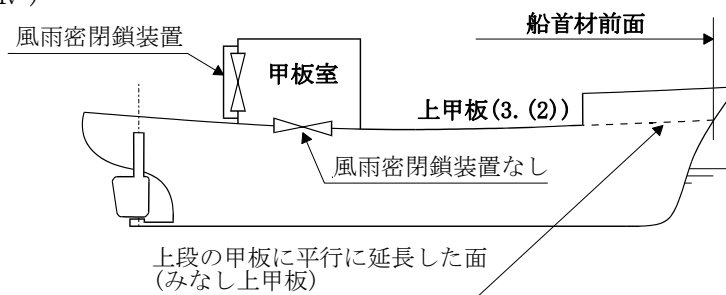 風雨密閉鎖装置
船首材前面
甲板室
上甲板(3. (2))
風雨密閉鎖装置なし
上段の甲板に平行に延長した面
(みなし上甲板)